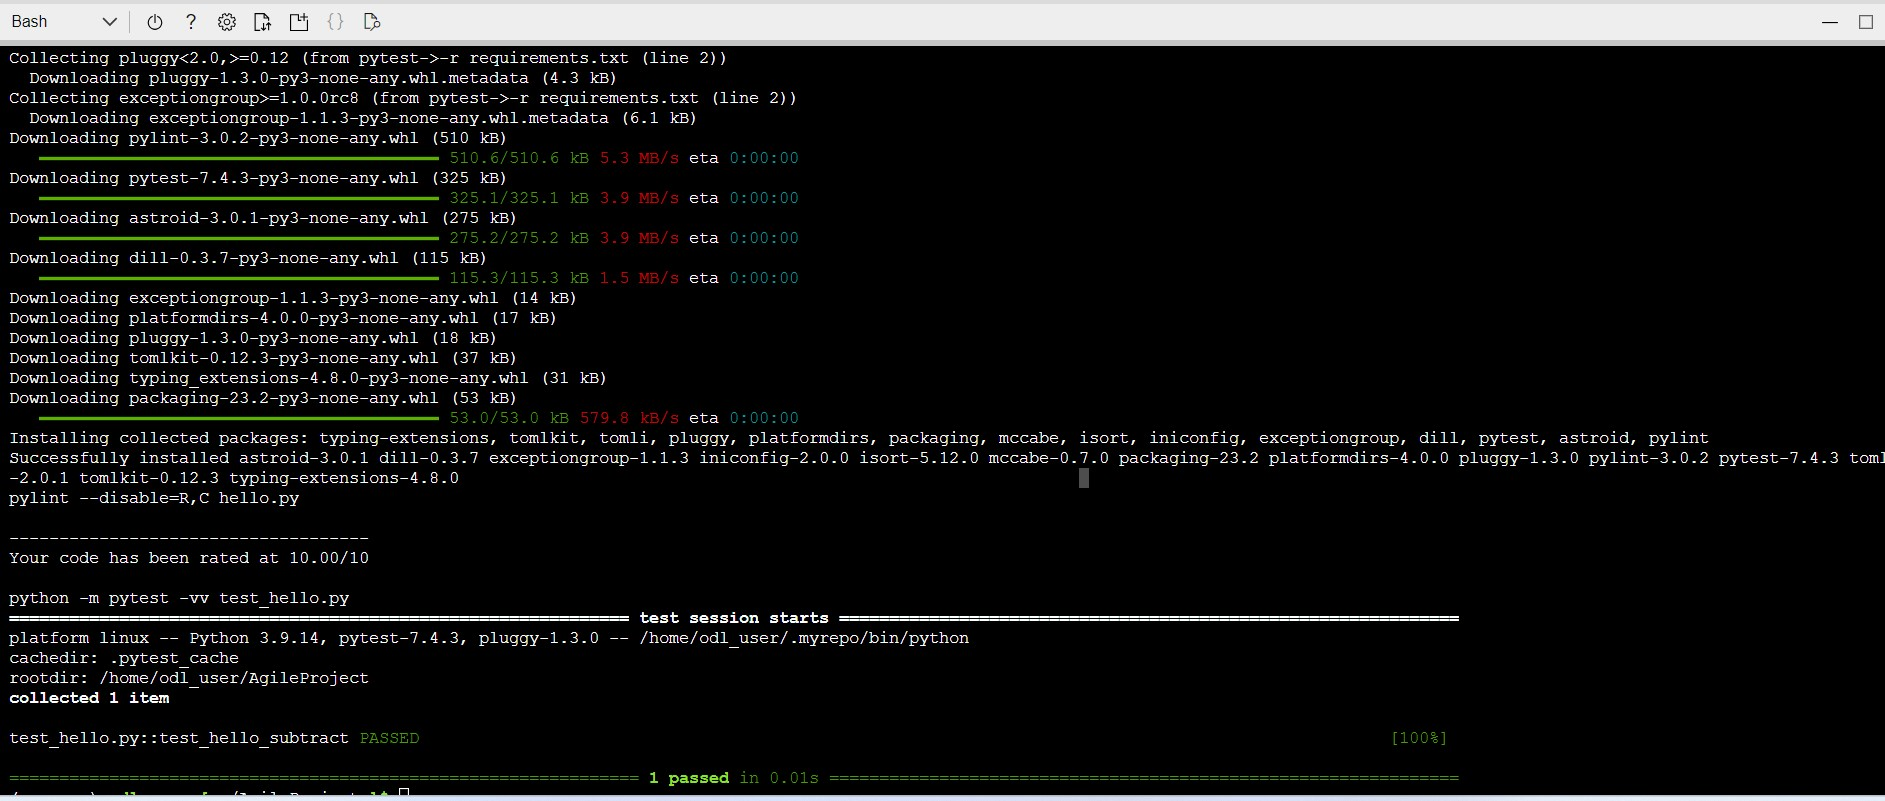 Bash
?
{}
Collecting pluggy<2.0,>=0.12 (from pytest->-r requirements.txt (line 2))
Downloading pluggy-1.3.0-py3-none-any.whl.metadata (4.3 kB)
Collecting exceptiongroup>=1.0.0rc8 (from pytest->-r requirements.txt (line 2))
Downloading exceptiongroup-1.1.3-py3-none-any.whl.metadata (6.1 kB)
Downloading pylint-3.0.2-py3-none-any.whl (510 kB)
510.6/510.6 kB 5.3 MB/s eta 0:00:00
Downloading pytest-7.4.3-py3-none-any.whl (325 kB)
325.1/325.1 kB 3.9 MB/s eta 0:00:00
Downloading astroid-3.0.1-py3-none-any.whl (275 kB)
275.2/275.2 kB 3.9 MB/s eta 0:00:00
Downloading dill-0.3.7-py3-none-any.whl (115 kB)
115.3/115.3 kB 1.5 MB/s eta 0:00:00
Downloading exceptiongroup-1.1.3-py3-none-any.whl (14 kB)
Downloading platformdirs-4.0.0-py3-none-any.whl (17 kB)
Downloading pluggy-1.3.0-py3-none-any.whl (18 kB)
Downloading tomlkit-0.12.3-py3-none-any.whl (37 kB)
Downloading typing_extensions-4.8.0-py3-none-any.whl (31 kB)
Downloading packaging-23.2-py3-none-any.whl (53 kB)
53.0/53.0 kB 579.8 kB/s eta 0:00:00
Installing collected packages: typing-extensions, tomlkit, tomli, pluggy, platformdirs, packaging, mccabe, isort, iniconfig, exceptiongroup, dill, pytest, astroid, pylint
Successfully installed astroid-3.0.1 dill-0.3.7 exceptiongroup-1.1.3 iniconfig-2.0.0 isort-5.12.0 mccabe-0.7.0 packaging-23.2 platformdirs-4.0.0 pluggy-1.3.0 pylint-3.0.2 pytest-7.4.3 toml
-2.0.1 tomlkit-0.12.3 typing-extensions-4.8.0
pylint --disable=R,C hello.py
------------------------------------
Your code has been rated at 10.00/10
python -m pytest -vv test_hello.py
test session starts
platform linux -- Python 3.9.14, pytest-7.4.3, pluggy-1.3.0 -- /home/odl_user/.myrepo/bin/python
cachedir: .pytest_cache
rootdir: /home/odl_user/AgileProject
collected 1 item
test_hello.py::test_hello_subtract PASSED [100%]
1 passed in 0.01s